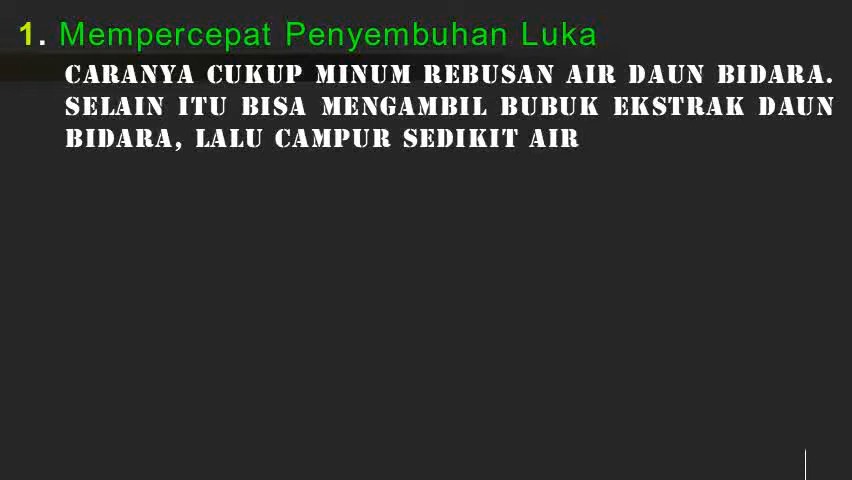 1. Mempercepat Penyembuhan Luka
CARANYA CUKUP MINUM REBUSAN AIR DAUN BIDARA.
SELAIN ITU BISA MENGAMBIL BUBUK EKSTRAK DAUN
BIDARA, LALU CAMPUR SEDIKIT AIR